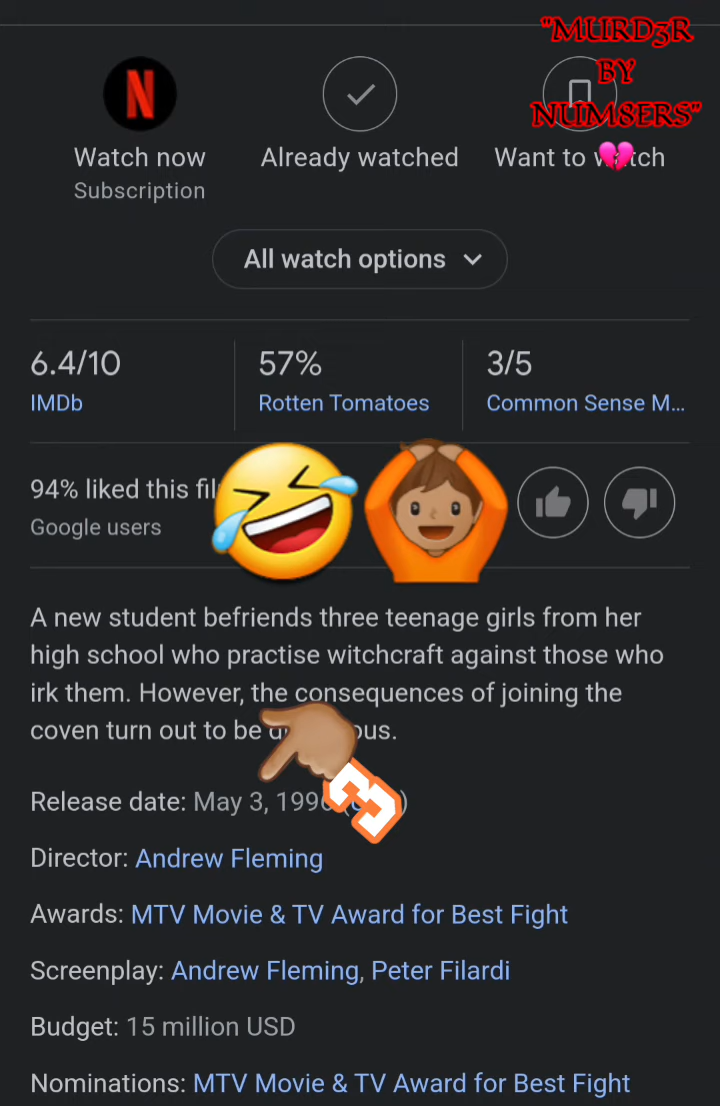 "MURD3R
BY
NUM8ERS"
N
Watch now
Already watched
Want to watch
Subscription
All watch options
6.4/10
57%
3/5
IMDb
Rotten Tomatoes
Common Sense M...
94% liked this fil
Google users
A new student befriends three teenage girls from her
high school who practise witchcraft against those who
irk them. However, the consequences of joining the
coven turn out to be
Release date: May 3, 199
3
Director: Andrew Fleming
Awards: MTV Movie & TV Award for Best Fight
Screenplay: Andrew Fleming, Peter Filardi
Budget: 15 million USD
Nominations: MTV Movie & TV Award for Best Fight